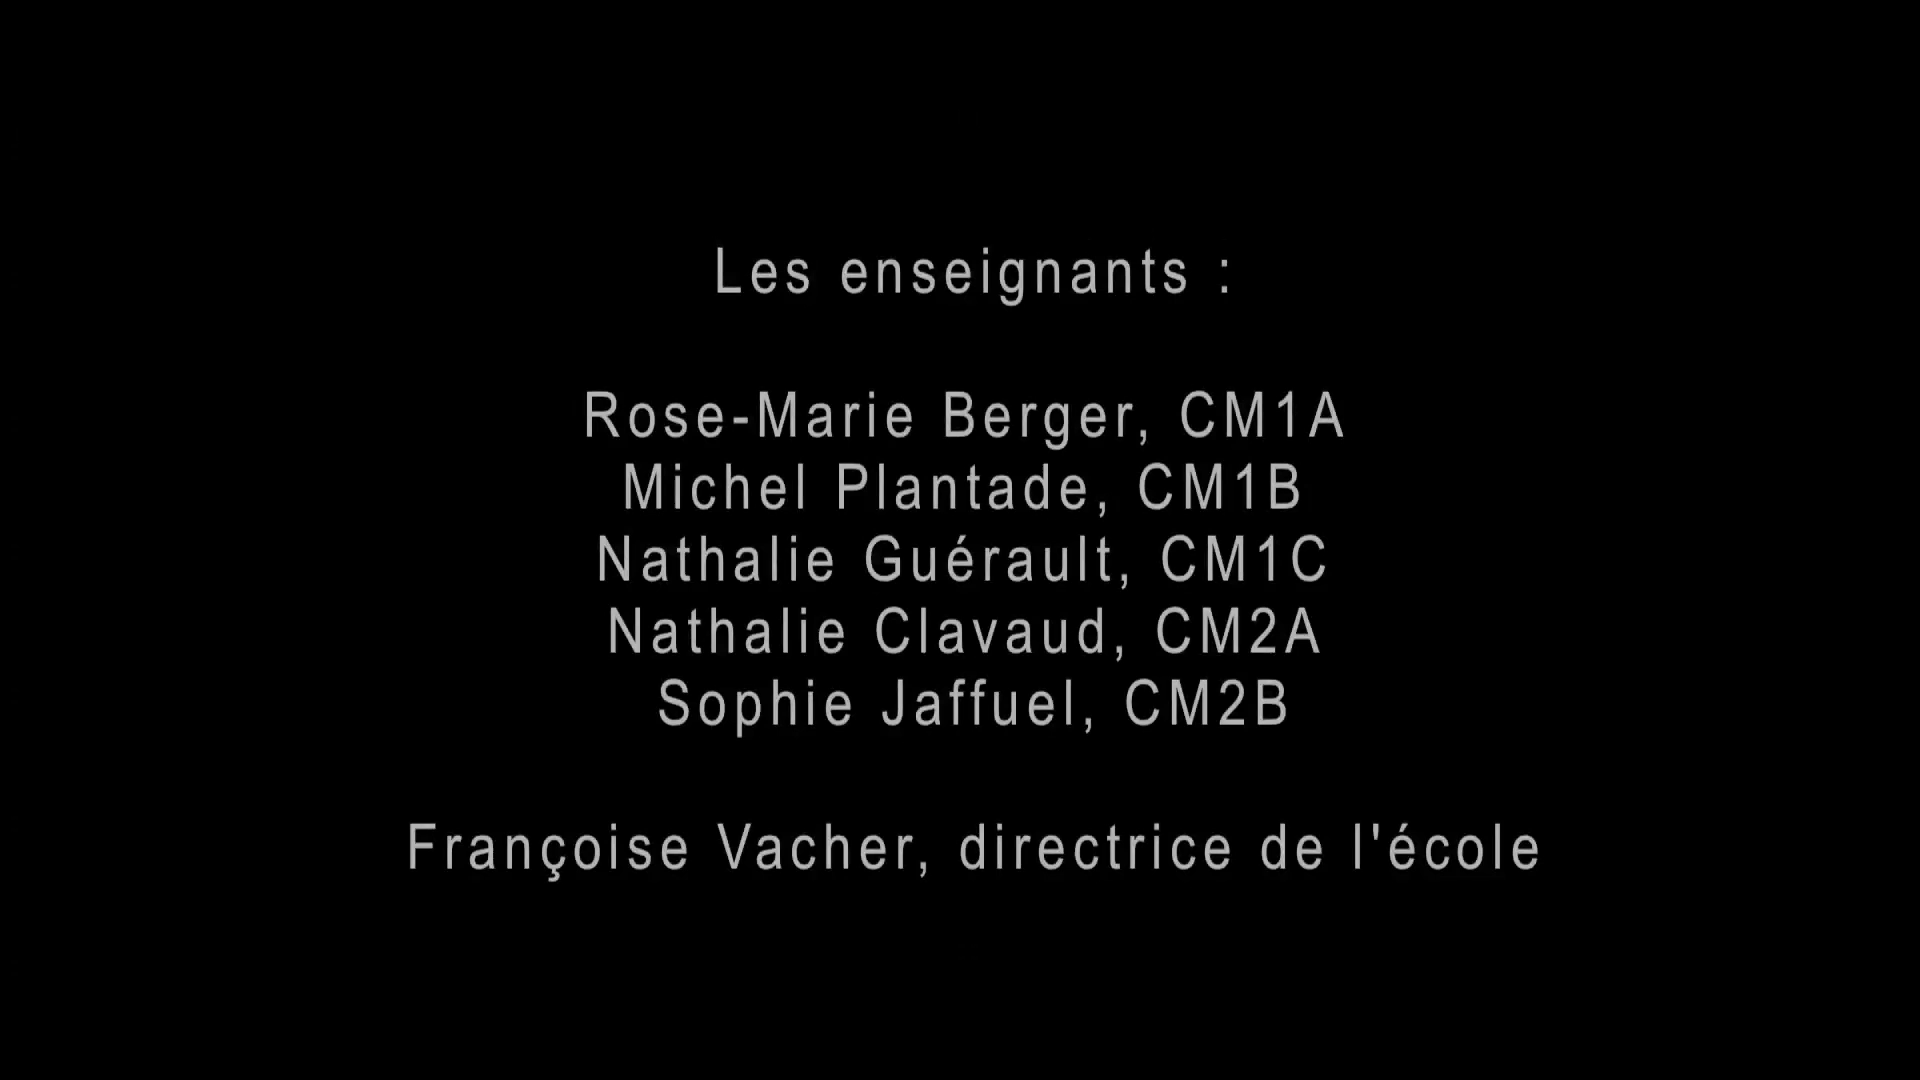 Les enseignants :
Rose-Marie Berger, CM1A
Michel Plantade, CM1B
Nathalie Guérault, CM1C
Nathalie Clavaud, CM2A
Sophie Jaffuel, CM2B
Françoise Vacher, directrice de l'école